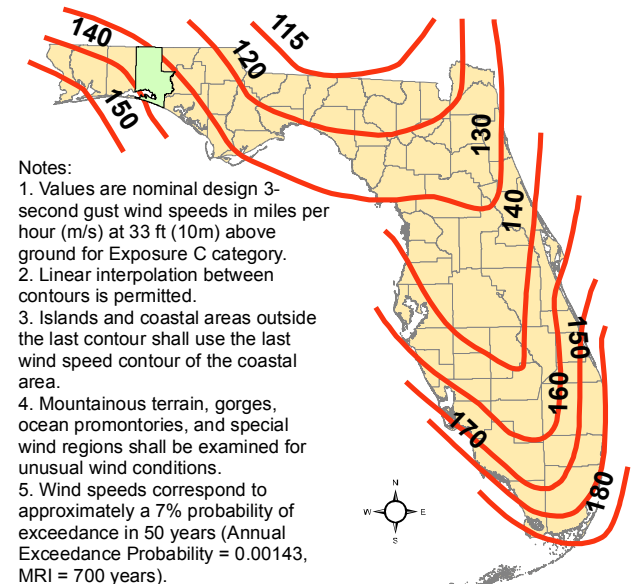 115
140
120
150
130
140
150
160
170
180
Notes:
1. Values are nominal design 3-
second gust wind speeds in miles per
hour (m/s) at 33 ft (10m) above
ground for Exposure C category.
2. Linear interpolation between
contours is permitted.
3. Islands and coastal areas outside
the last contour shall use the last
wind speed contour of the coastal
area.
4. Mountainous terrain, gorges,
ocean promontories, and special
wind regions shall be examined for
unusual wind conditions.
5. Wind speeds correspond to
approximately a 7% probability of
exceedance in 50 years (Annual
Exceedance Probability = 0.00143,
MRI = 700 years).
N
W E
S